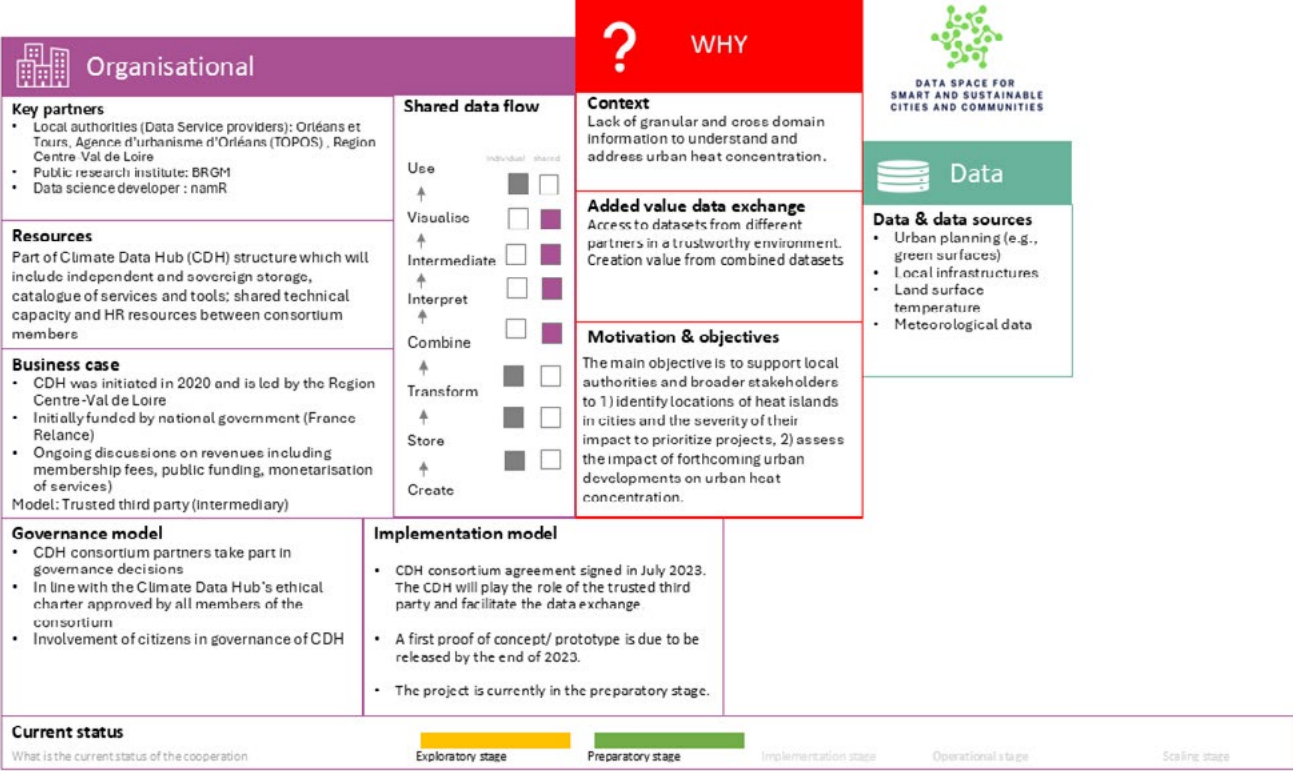 Organisational
Key partners
• Local authorities (Data Service providers): Orléans et
Tours, Agence d'urbanisme d'Orléans (TOPOS) , Region
Centre-Val de Loire
• Public research institute: BRGM
• Data science developer : namR
Resources
Part of Climate Data Hub (CDH) structure which will
include independent and sovereign storage,
catalogue of services and tools; shared technical
capacity and HR resources between consortium
members
Business case
• CDH was initiated in 2020 and is led by the Region
Centre-Val de Loire
• Initially funded by national government (France
Relance)
• Ongoing discussions on revenues including
membership fees, public funding, monetarisation
of services)
Model: Trusted third party (intermediary)
Shared data flow
individual shared
Use
Visualise
Intermediate
Interpret
Combine
Transform
Store
Create
WHY
Context
Lack of granular and cross domain
information to understand and
address urban heat concentration.
Added value data exchange
Access to datasets from different
partners in a trustworthy environment.
Creation value from combined datasets
Motivation & objectives
The main objective is to support local
authorities and broader stakeholders
to 1) identify locations of heat islands
in cities and the severity of their
impact to prioritize projects, 2) assess
the impact of forthcoming urban
developments on urban heat
concentration.
DATA SPACE FOR
SMART AND SUSTAINABLE
CITIES AND COMMUNITIES
Data
Data & data sources
• Urban planning (e.g.,
green surfaces)
• Local infrastructures
• Land surface
temperature
• Meteorological data
Governance model
• CDH consortium partners take part in
governance decisions
• In line with the Climate Data Hub's ethical
charter approved by all members of the
consortium
• Involvement of citizens in governance of CDH
Implementation model
• CDH consortium agreement signed in July 2023.
The CDH will play the role of the trusted third
party and facilitate the data exchange.
• A first proof of concept/ prototype is due to be
released by the end of 2023.
• The project is currently in the preparatory stage.
Current status
What is the current status of the cooperation
Exploratory stage
Preparatory stage
Implementation stage
Operational stage
Scaling stage